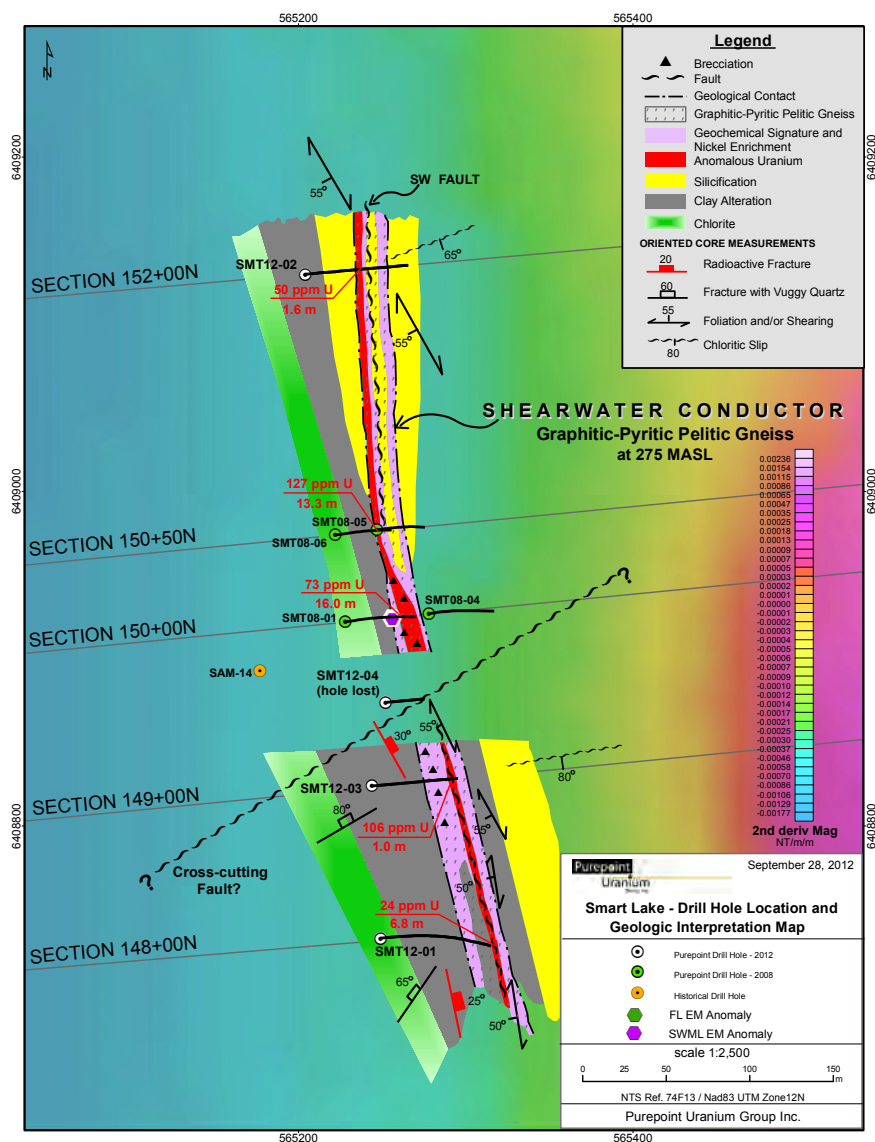 565200
565400
Legend
Brecciation
Fault
Geological Contact
Graphitic-Pyritic Pelitic Gneiss
Geochemical Signature and
Nickel Enrichment
Anomalous Uranium
Silicification
Clay Alteration
Chlorite
ORIENTED CORE MEASUREMENTS
20
Radioactive Fracture
60
Fracture with Vuggy Quartz
55
Foliation and/or Shearing
80
Chloritic Slip
N
6409200
6409200
55°
SW FAULT
65°
SMT12-02
SECTION 152+00N
50 ppm U
1.6 m
55°
SHEARWATER CONDUCTOR
Graphitic-Pyritic Pelitic Gneiss
at 275 MASL
0.00236
0.00154
0.00115
0.00086
0.00066
0.00047
0.00035
0.00025
0.00018
0.00013
0.00009
0.00007
0.00005
0.00003
0.00002
0.00001
-0.00000
-0.00001
-0.00002
-0.00004
-0.00005
-0.00006
-0.00007
-0.00009
-0.00010
-0.00012
-0.00014
-0.00017
-0.00021
-0.00025
-0.00030
-0.00037
-0.00046
-0.00058
-0.00070
-0.00086
-0.00106
-0.00129
-0.00177
2nd deriv Mag
NT/m/m
6409000
6409000
127 ppm U
13.3 m
SMT08-05
SMT08-06
SECTION 150+50N
73 ppm U
16.0 m
SMT08-04
SMT08-01
?
SECTION 150+00N
SAM-14
SMT12-04
(hole lost)
30°
55°
SMT12-03
80°
80°
SECTION 149+00N
6408800
6408800
106 ppm U
1.0 m
55°
?
Cross-cutting
Fault?
50°
24 ppm U
6.8 m
SMT12-01
SECTION 148+00N
65°
25°
50°
Purepoint
Uranium
September 28, 2012
Smart Lake - Drill Hole Location and
Geologic Interpretation Map
Purepoint Drill Hole - 2012
Purepoint Drill Hole - 2008
Historical Drill Hole
FL EM Anomaly
SWML EM Anomaly
scale 1:2,500
0 25 50 100 150
m
NTS Ref. 74F13 / Nad83 UTM Zone12N
Purepoint Uranium Group Inc.
565200
565400